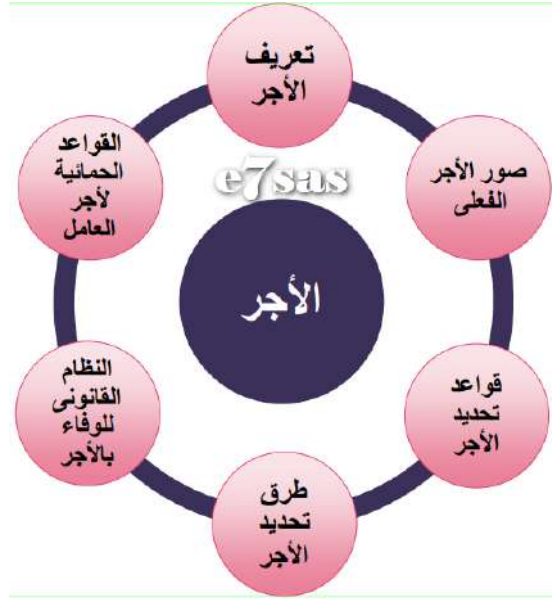 تعريف
الأجر
e7sas
صور الأجر
الفعلى
قواعد
تحديد
الأجر
طرق
تحديد
الأجر
النظام
القانونى
للوفاء
بالأجر
القواعد
الحمائية
لأجر
العامل
الأجر